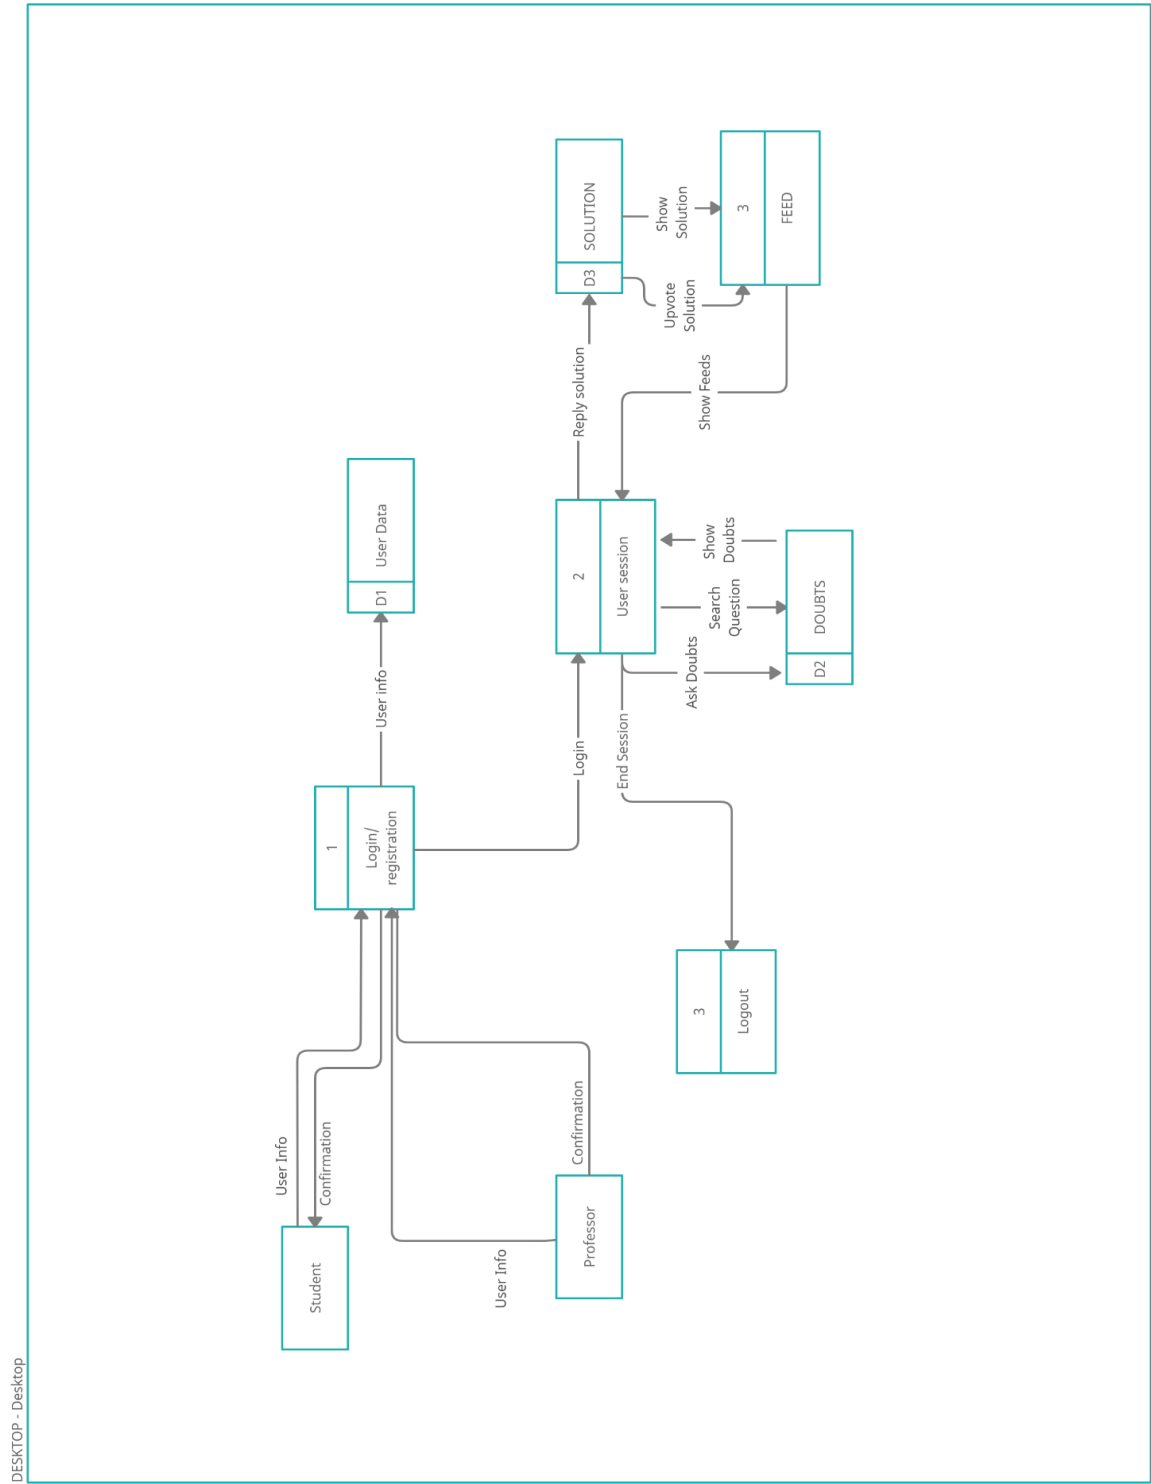 DESKTOP - Desktop
Student
User Info
Confirmation
1
Login/
registration
User info
D1
User Data
Professor
User Info
Confirmation
Login
2
User session
Reply solution
D3
SOLUTION
Show
Solution
Upvote
Solution
3
FEED
Show Feeds
Show
Doubts
Search
Question
Ask Doubts
D2
DOUBTS
End Session
3
Logout